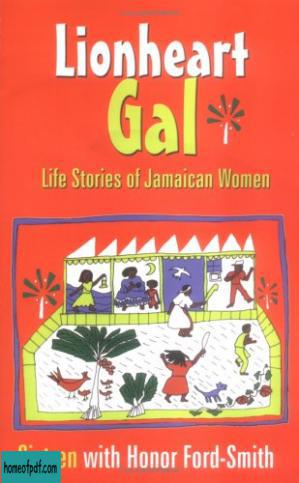 Lionheart
Gal
Life Stories of Jamaican Women
with Honor Ford-Smith
homeofpdf.com